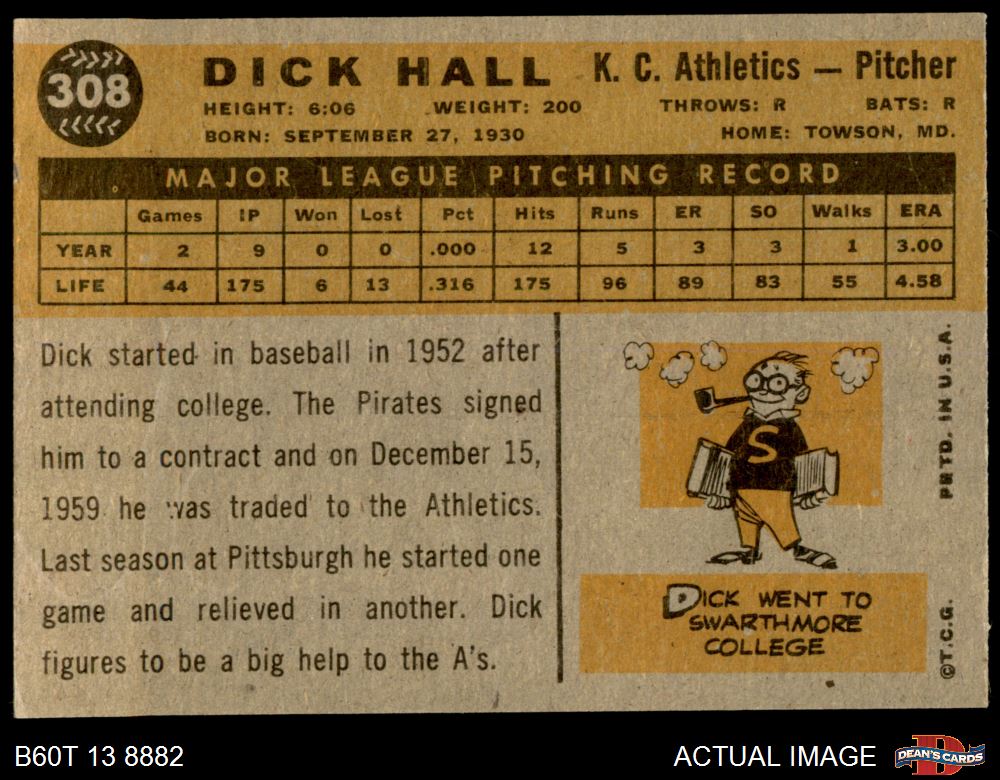 308
DICK HALL K. C. Athletics — Pitcher
HEIGHT: 6:06 WEIGHT: 200 THROWS: R BATS: R
BORN: SEPTEMBER 27, 1930 HOME: TOWSON, MD.
MAJOR LEAGUE PITCHING RECORD
Games IP Won Lost Pct Hits Runs ER SO Walks ERA
YEAR 2 9 0 0 .000 12 5 3 3 1 3.00
LIFE 44 175 6 13 .316 175 96 89 83 55 4.58
Dick started in baseball in 1952 after
attending college. The Pirates signed
him to a contract and on December 15,
1959 he was traded to the Athletics.
Last season at Pittsburgh he started one
game and relieved in another. Dick
figures to be a big help to the A's.
S
DICK WENT TO
SWARTHMORE
COLLEGE
©T.C.G. PRTD. IN U.S.A.
B60T 13 8882 ACTUAL IMAGE
D
DEAN'S CARDS